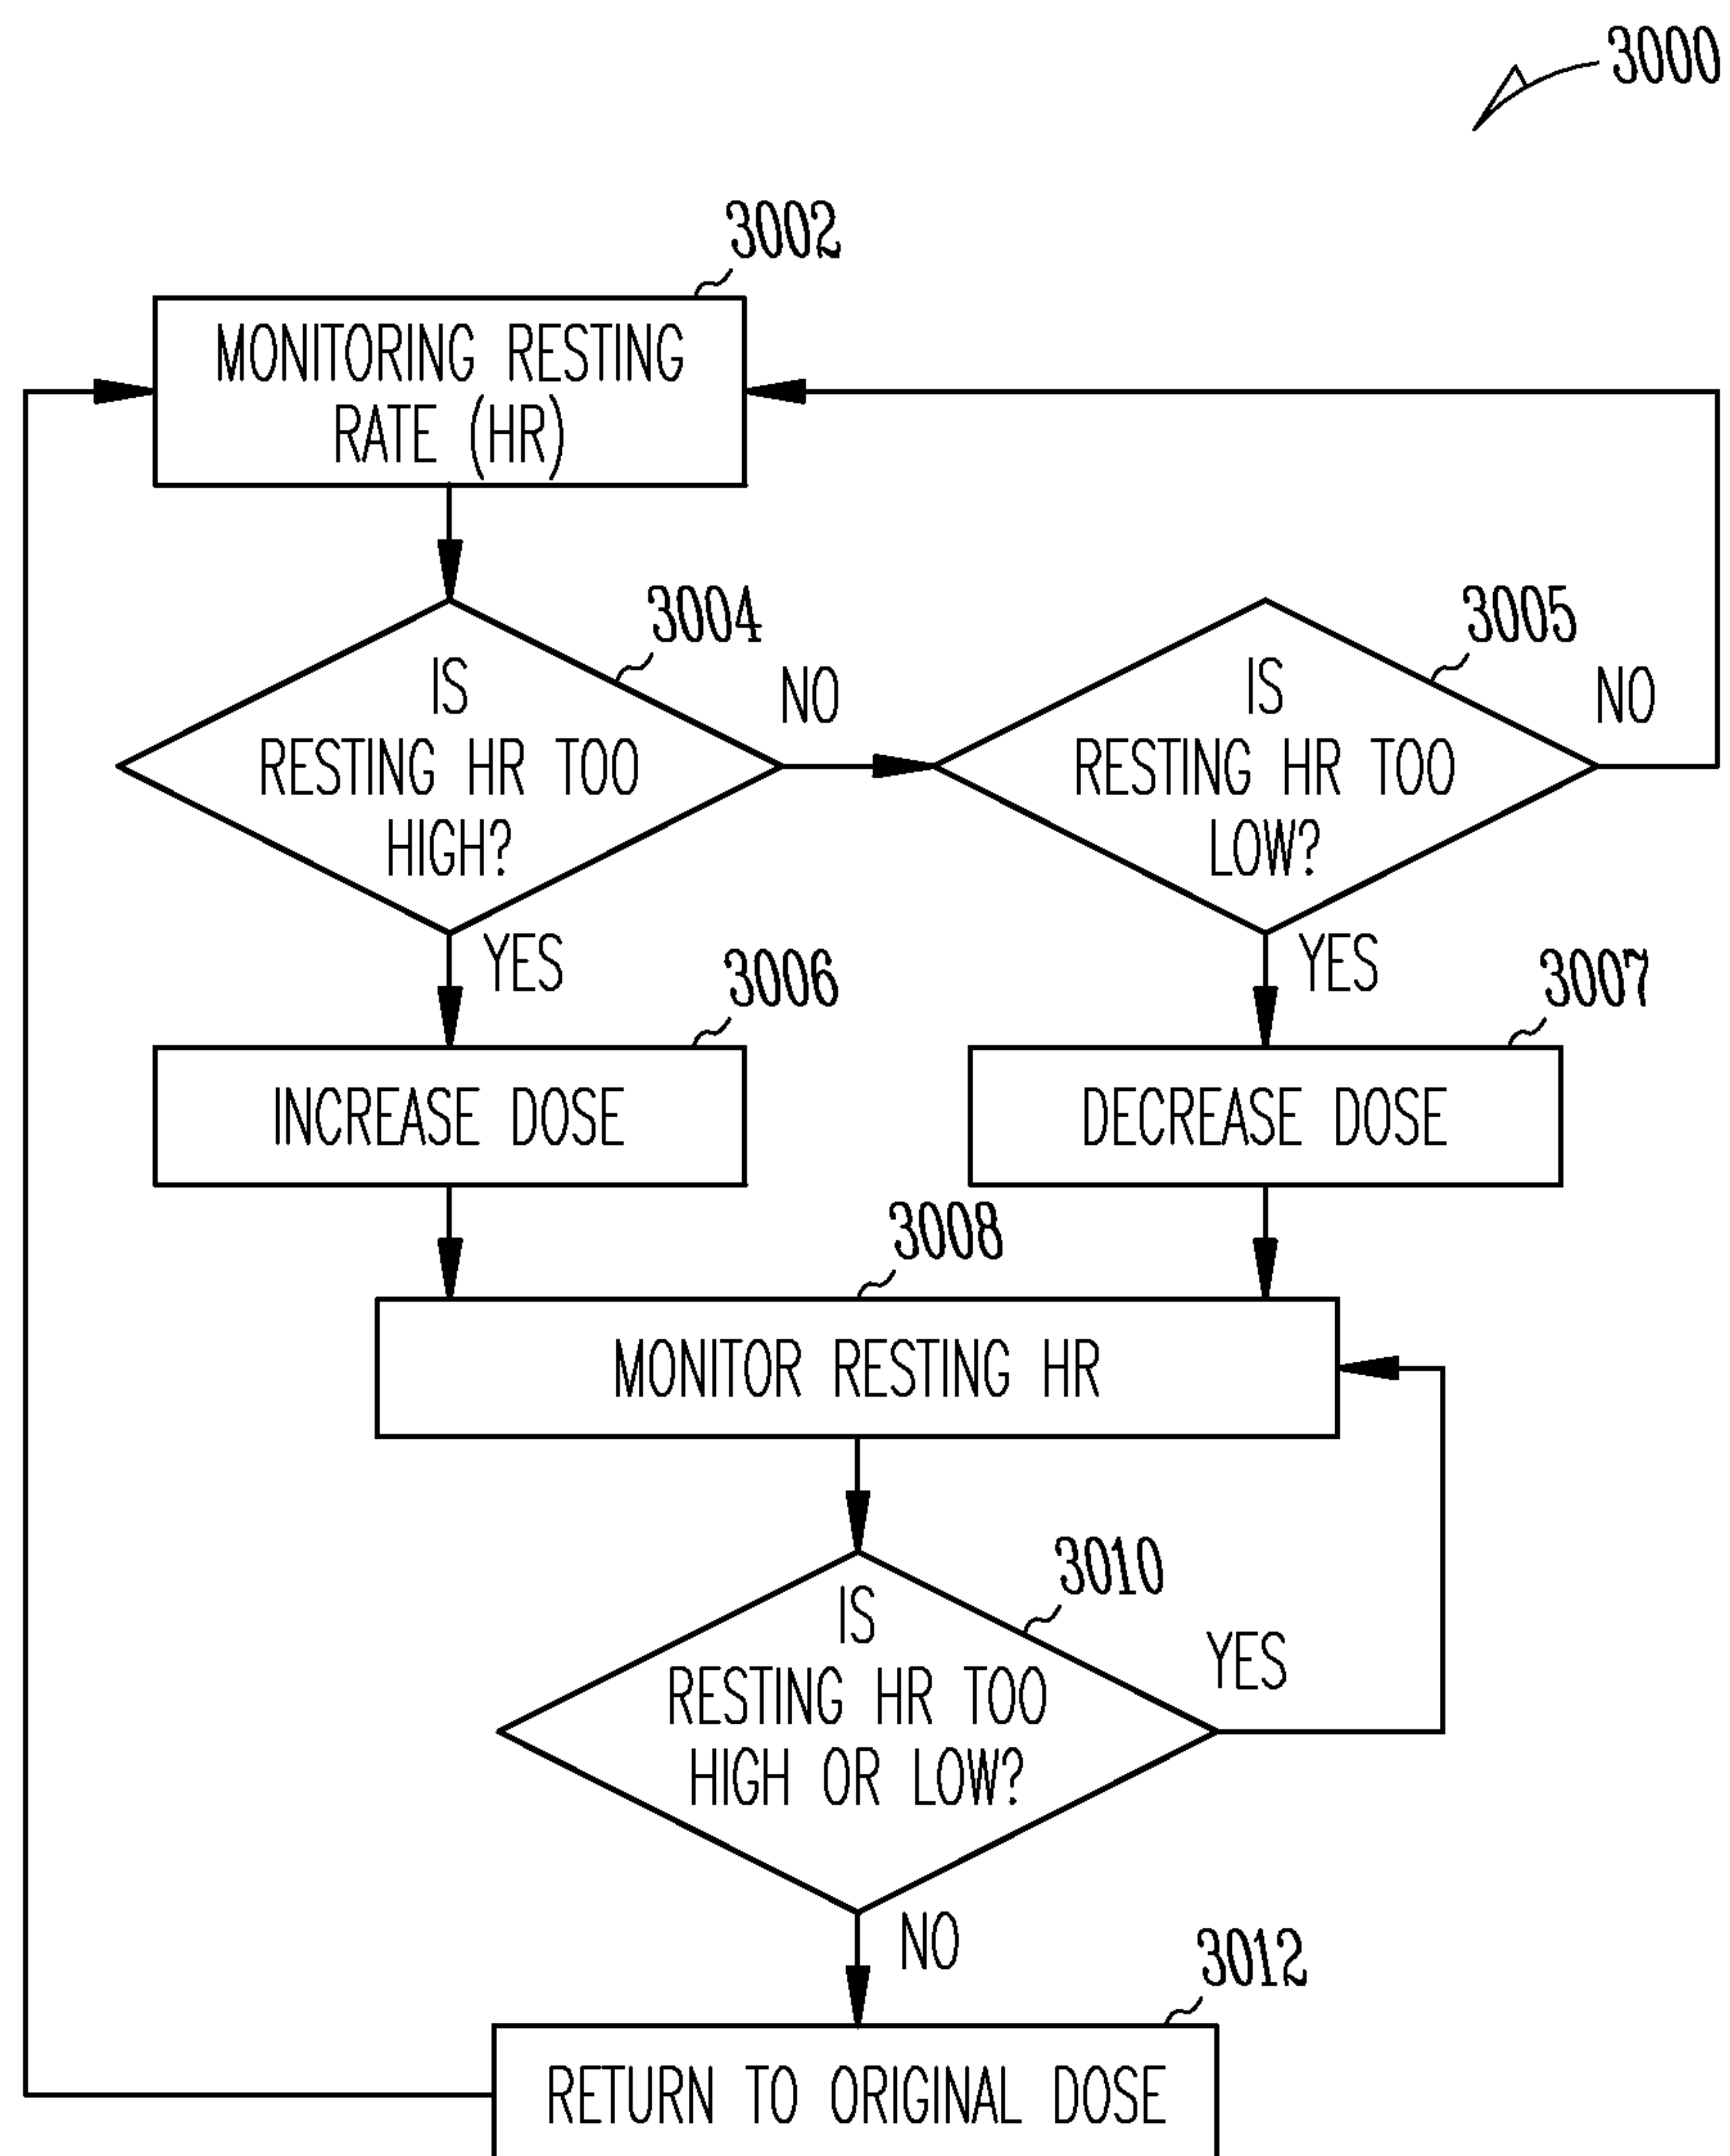 3000
3002
MONITORING RESTING
RATE (HR)
3004
3005
IS
RESTING HR TOO
HIGH?
NO
IS
RESTING HR TOO
LOW?
NO
YES
YES
3006
3007
INCREASE DOSE
DECREASE DOSE
3008
MONITOR RESTING HR
3010
IS
RESTING HR TOO
HIGH OR LOW?
YES
NO
3012
RETURN TO ORIGINAL DOSE